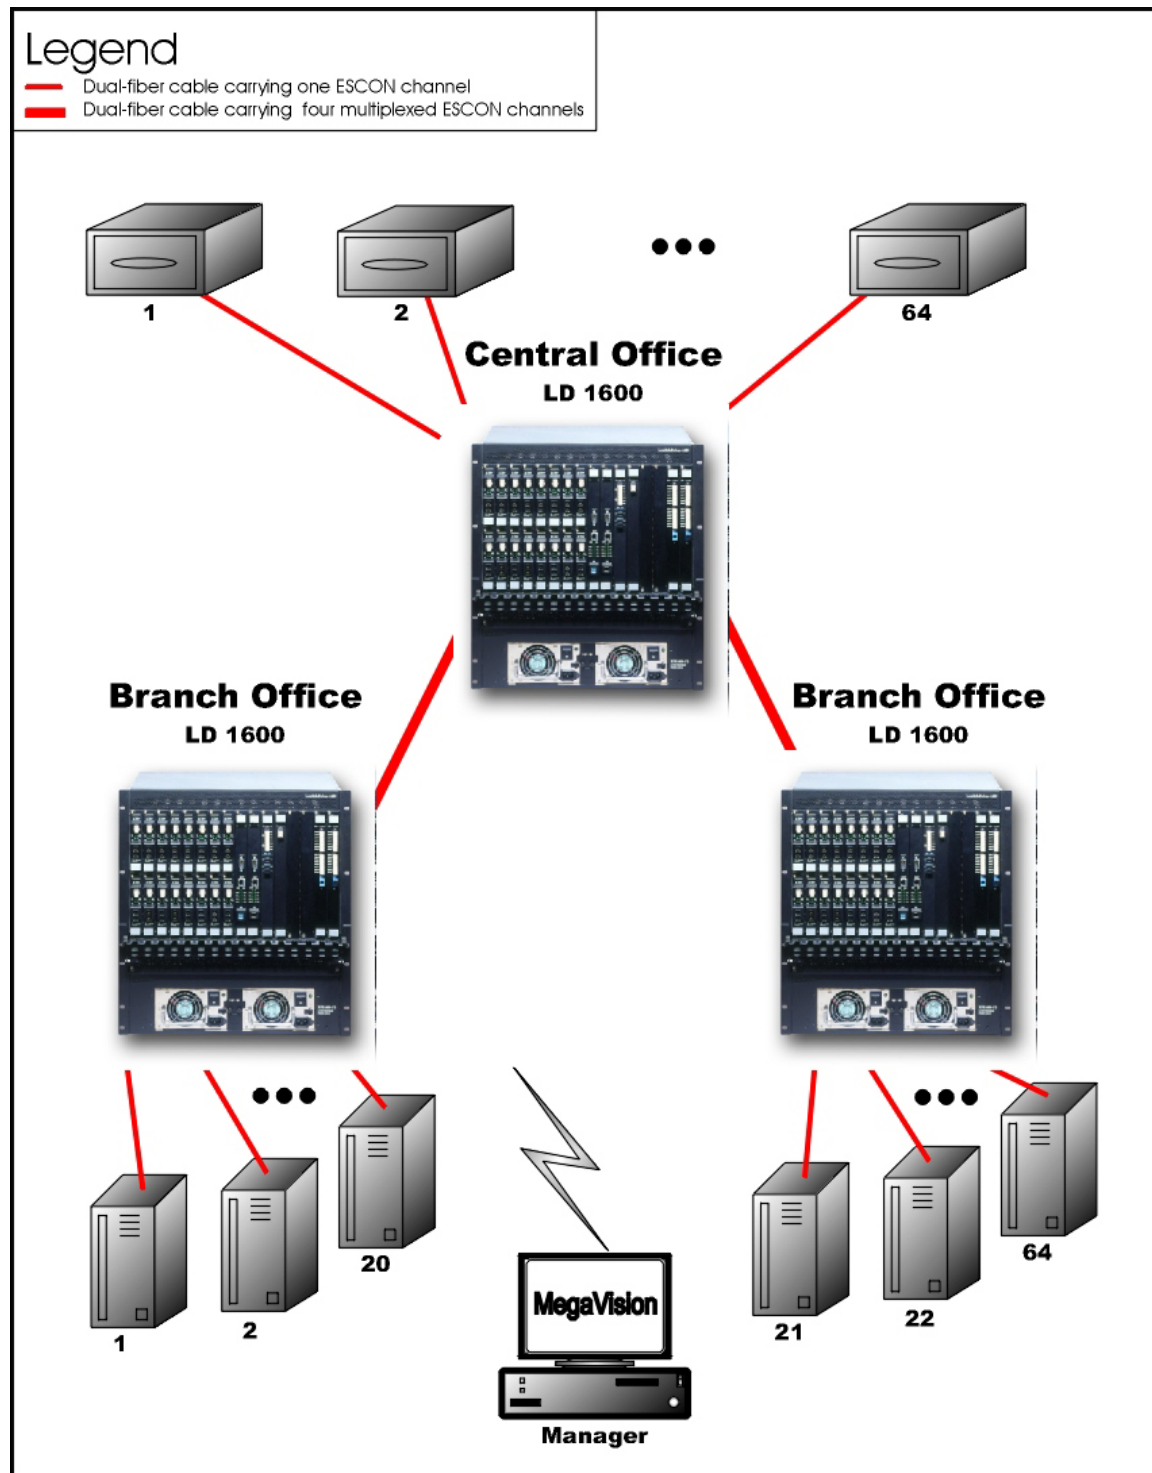 Legend
Dual-fiber cable carrying one ESCON channel
Dual-fiber cable carrying four multiplexed ESCON channels
1
2
64
Central Office
LD 1600
Branch Office
LD 1600
Branch Office
LD 1600
1
2
20
21
22
64
MegaVision
Manager